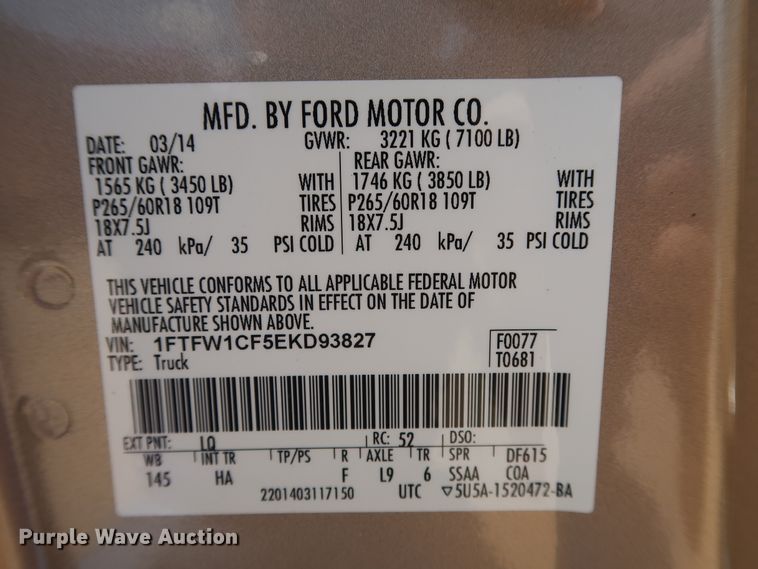 MFD. BY FORD MOTOR CO.
DATE: 03/14 GVWR: 3221 KG ( 7100 LB)
FRONT GAWR: REAR GAWR:
1565 KG ( 3450 LB) WITH 1746 KG ( 3850 LB) WITH
P265/60R18 109T TIRES P265/60R18 109T TIRES
18X7.5J RIMS 18X7.5J RIMS
AT 240 kPa/ 35 PSI COLD AT 240 kPa/ 35 PSI COLD
THIS VEHICLE CONFORMS TO ALL APPLICABLE FEDERAL MOTOR
VEHICLE SAFETY STANDARDS IN EFFECT ON THE DATE OF
MANUFACTURE SHOWN ABOVE.
VIN: 1FTFW1CF5EKD93827 F0077
TYPE: Truck T0681
EXT PNT: LQ RC: 52 DSO:
WB INT TR TP/PS R AXLE TR SPR DF615
145 HA F L9 6 SSAA COA
2201403117150 UTC ▽5U5A-1520472-BA
Purple Wave Auction